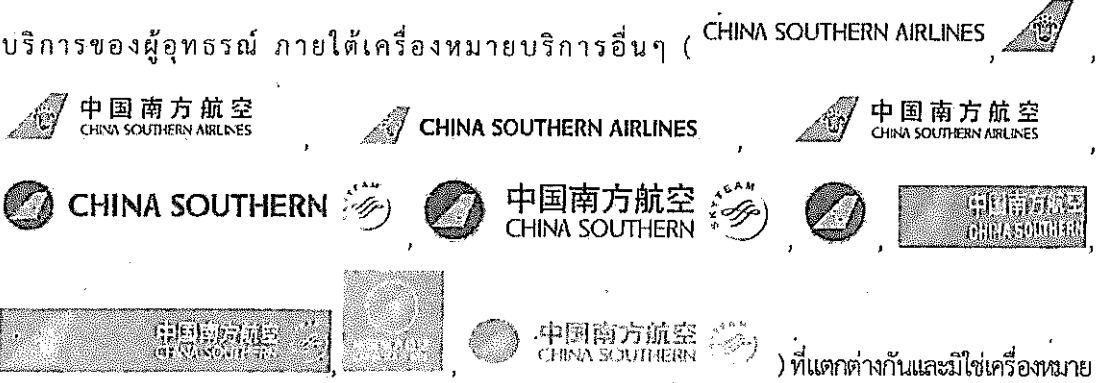 บริการของผู้อุทธรณ์ ภายใต้เครื่องหมายบริการอื่นๆ ( CHINA SOUTHERN AIRLINES , ,
中国南方航空 CHINA SOUTHERN AIRLINES , CHINA SOUTHERN AIRLINES , 中国南方航空 CHINA SOUTHERN AIRLINES ,
CHINA SOUTHERN SKYTEAM , 中国南方航空 CHINA SOUTHERN SKYTEAM , , 中国南方航空 CHINA SOUTHERN ,
中国南方航空 CHINA SOUTHERN , , 中国南方航空 CHINA SOUTHERN ) ที่แตกต่างกันและมิใช่เครื่องหมาย